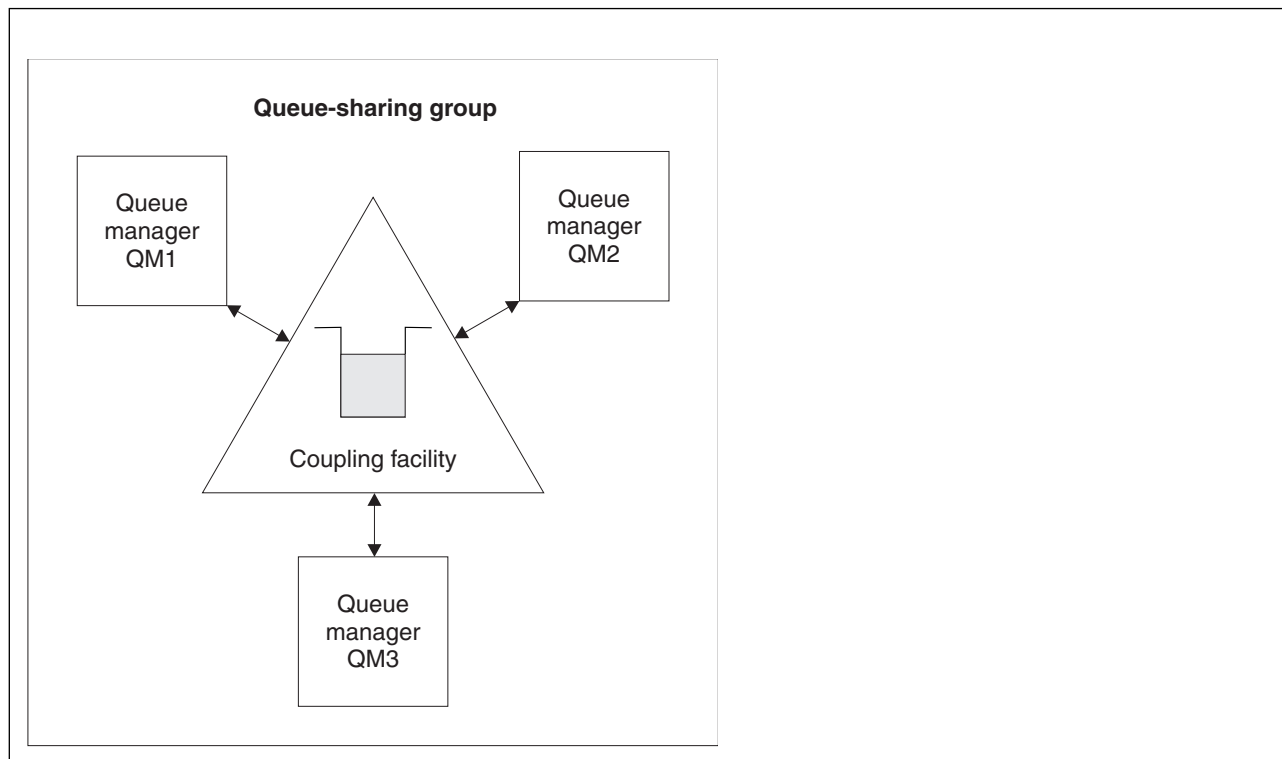 Queue-sharing group
Queue
manager
QM1
Queue
manager
QM2
Coupling facility
Queue
manager
QM3